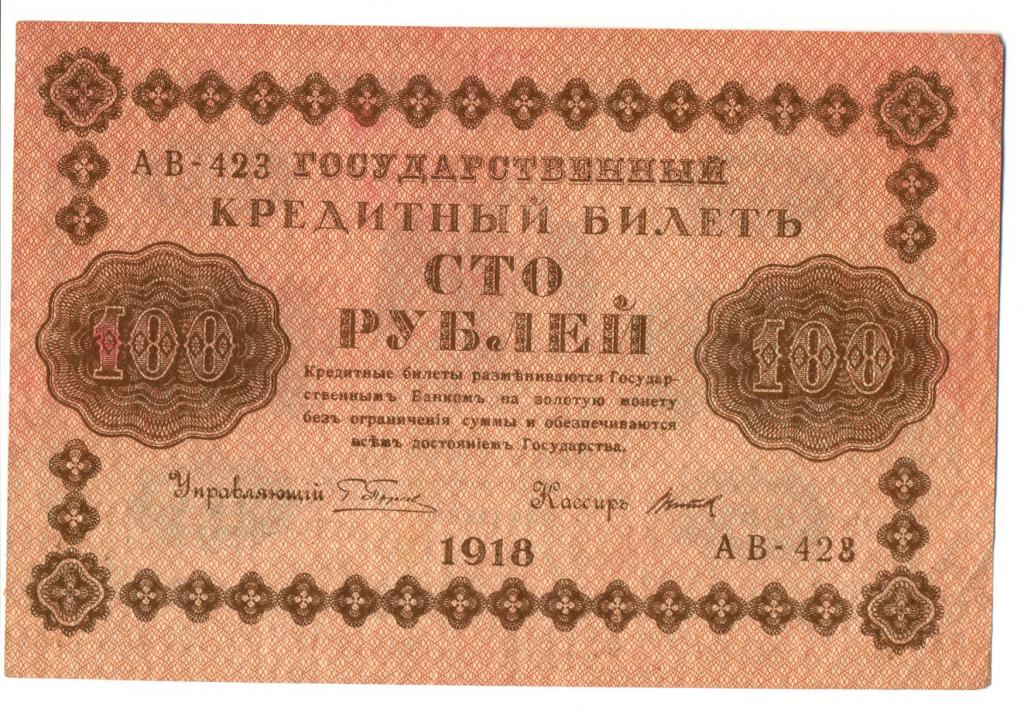 АВ-423 ГОСУДАРСТВЕННЫЙ
КРЕДИТНЫЙ БИЛЕТЪ
СТО
РУБЛЕЙ
100
100
Кредитные билеты размѣниваются Государ-
ственнымъ Банкомъ на золотую монету
безъ ограниченія суммы и обезпечиваются
всѣмъ достояніемъ Государства.
Управляющій
Кассиръ
1918
АВ-423